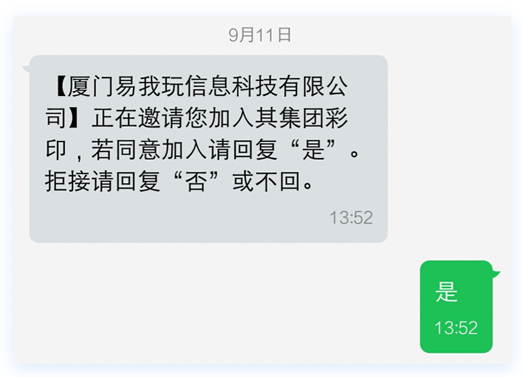 9月11日
【厦门易我玩信息科技有限公
司】正在邀请您加入其集团彩
印，若同意加入请回复“是”。
拒接请回复“否”或不回。
13:52
是
13:52